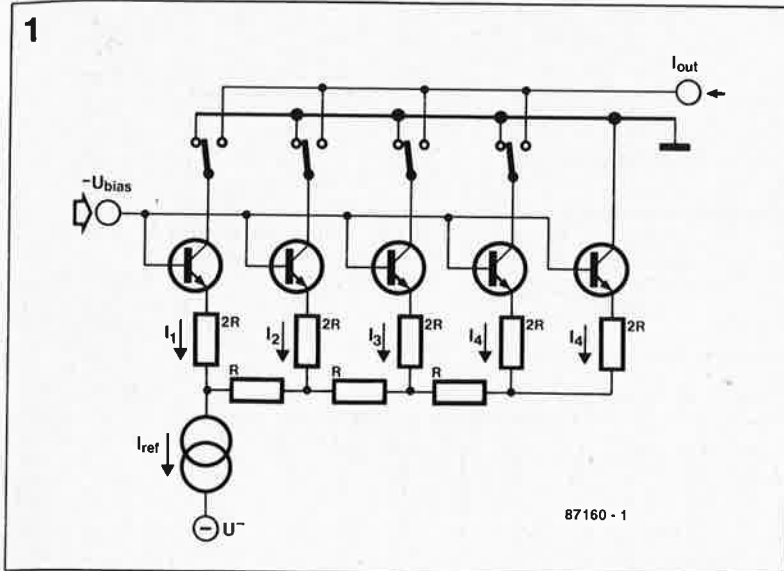 1
Iout
-Ubias
I1 2R I2 2R I3 2R I4 2R I4 2R
R R R
Iref
U-
87160 - 1